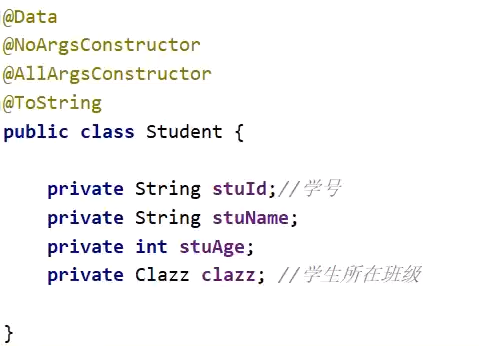 @Data
@NoArgsConstructor
@AllArgsConstructor
@ToString
public class Student {
private String stuId;//学号
private String stuName;
private int stuAge;
private Clazz clazz; //学生所在班级
}